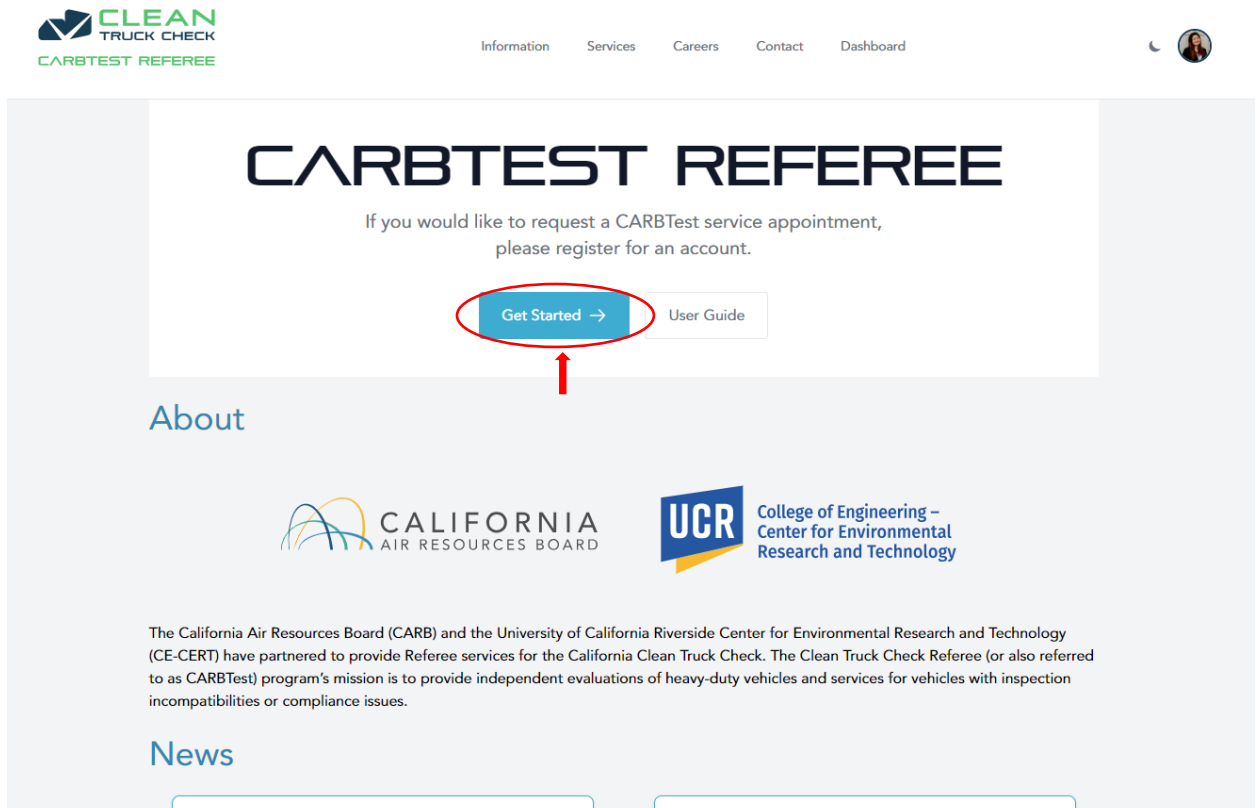 CLEAN
TRUCK CHECK
CARBTEST REFEREE
Information Services Careers Contact Dashboard
CARBTEST REFEREE
If you would like to request a CARBTest service appointment,
please register for an account.
Get Started → User Guide
About
CALIFORNIA
AIR RESOURCES BOARD
UCR
College of Engineering –
Center for Environmental
Research and Technology
The California Air Resources Board (CARB) and the University of California Riverside Center for Environmental Research and Technology
(CE-CERT) have partnered to provide Referee services for the California Clean Truck Check. The Clean Truck Check Referee (or also referred
to as CARBTest) program's mission is to provide independent evaluations of heavy-duty vehicles and services for vehicles with inspection
incompatibilities or compliance issues.
News